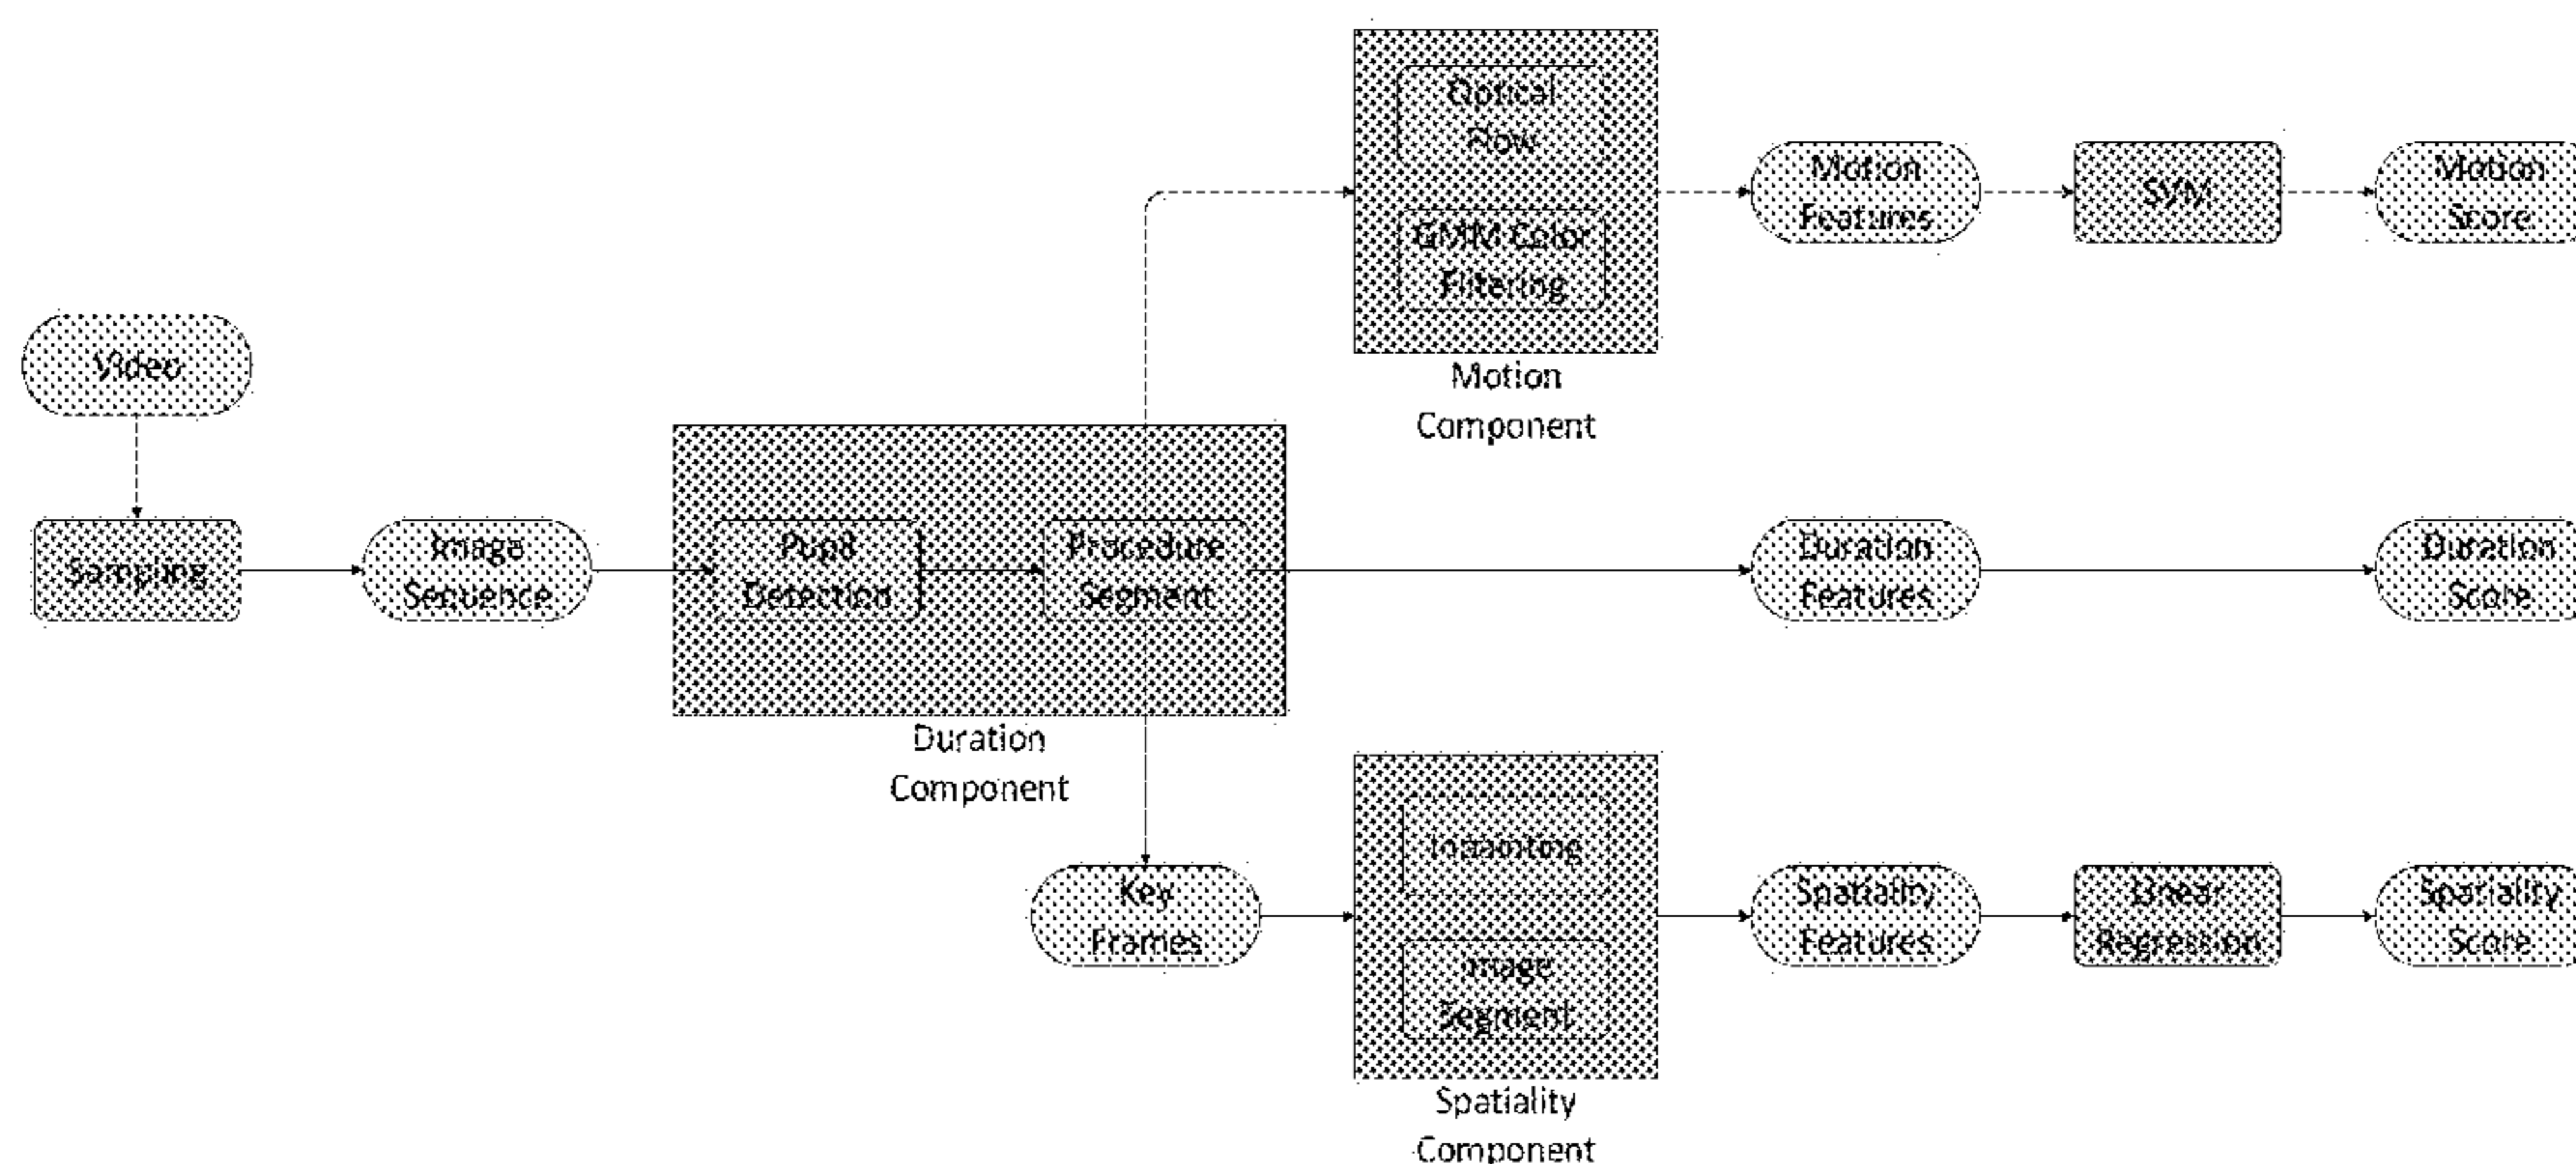 Optical
Flow
GMM Color
Filtering
Motion
Component
Motion
Features
SVM
Motion
Score
Video
Sampling
Image
Sequence
Pupil
Detection
Procedure
Segment
Duration
Component
Duration
Features
Duration
Score
Key
Frames
Inpainting
Image
Segment
Spatiality
Component
Spatiality
Features
Linear
Regression
Spatiality
Score